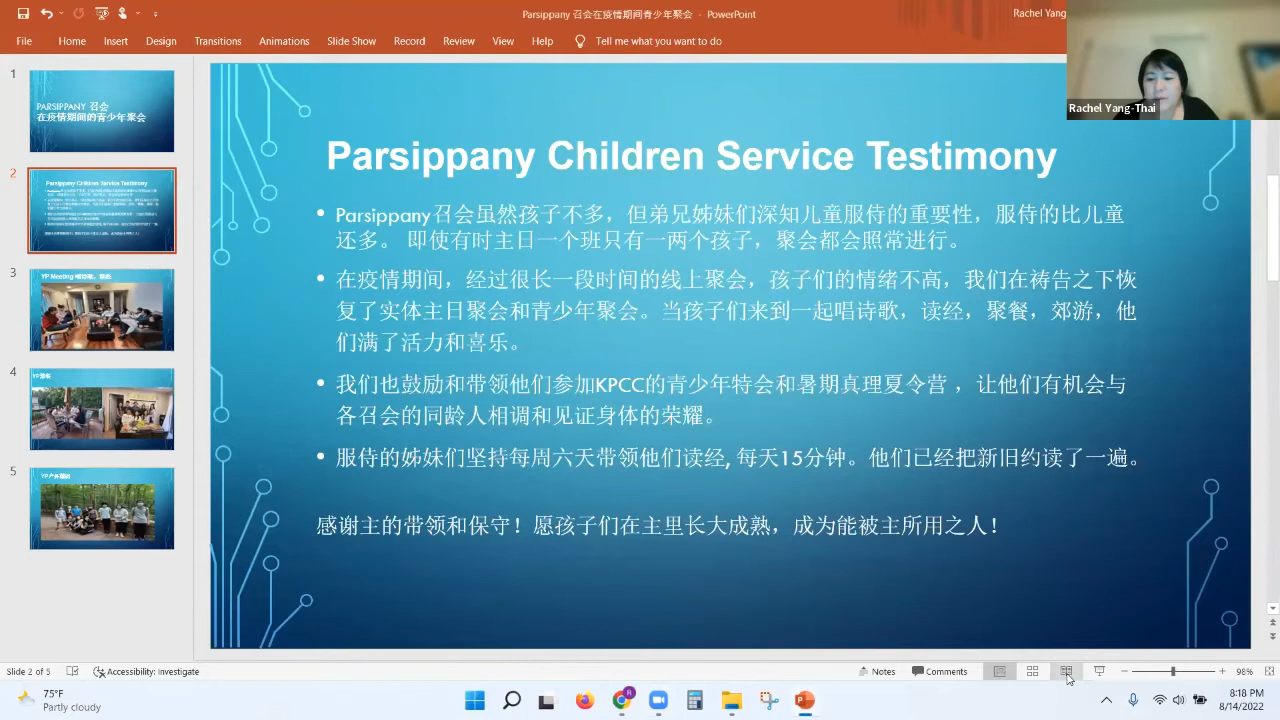 Parsippany 召会在疫情期间青少年聚会 - PowerPoint
Rachel Yang
File Home Insert Design Transitions Animations Slide Show Record Review View Help Tell me what you want to do
Rachel Yang-Thai
1
PARSIPPANY 召会
在疫情期间的青少年聚会
2
Parsippany Children Service Testimony
3
4
5
Parsippany Children Service Testimony
• Parsippany召会虽然孩子不多，但弟兄姊妹们深知儿童服侍的重要性，服侍的比儿童
还多。 即使有时主日一个班只有一两个孩子，聚会都会照常进行。
• 在疫情期间，经过很长一段时间的线上聚会，孩子们的情绪不高，我们在祷告之下恢
复了实体主日聚会和青少年聚会。当孩子们来到一起唱诗歌，读经，聚餐，郊游，他
们满了活力和喜乐。
• 我们也鼓励和带领他们参加KPCC的青少年特会和暑期真理夏令营 ，让他们有机会与
各召会的同龄人相调和见证身体的荣耀。
• 服侍的姊妹们坚持每周六天带领他们读经, 每天15分钟。他们已经把新旧约读了一遍。
感谢主的带领和保守！愿孩子们在主里长大成熟，成为能被主所用之人！
Slide 2 of 5 Accessibility: Investigate Notes Comments 98%
75°F
Partly cloudy
8:18 PM
8/14/2022